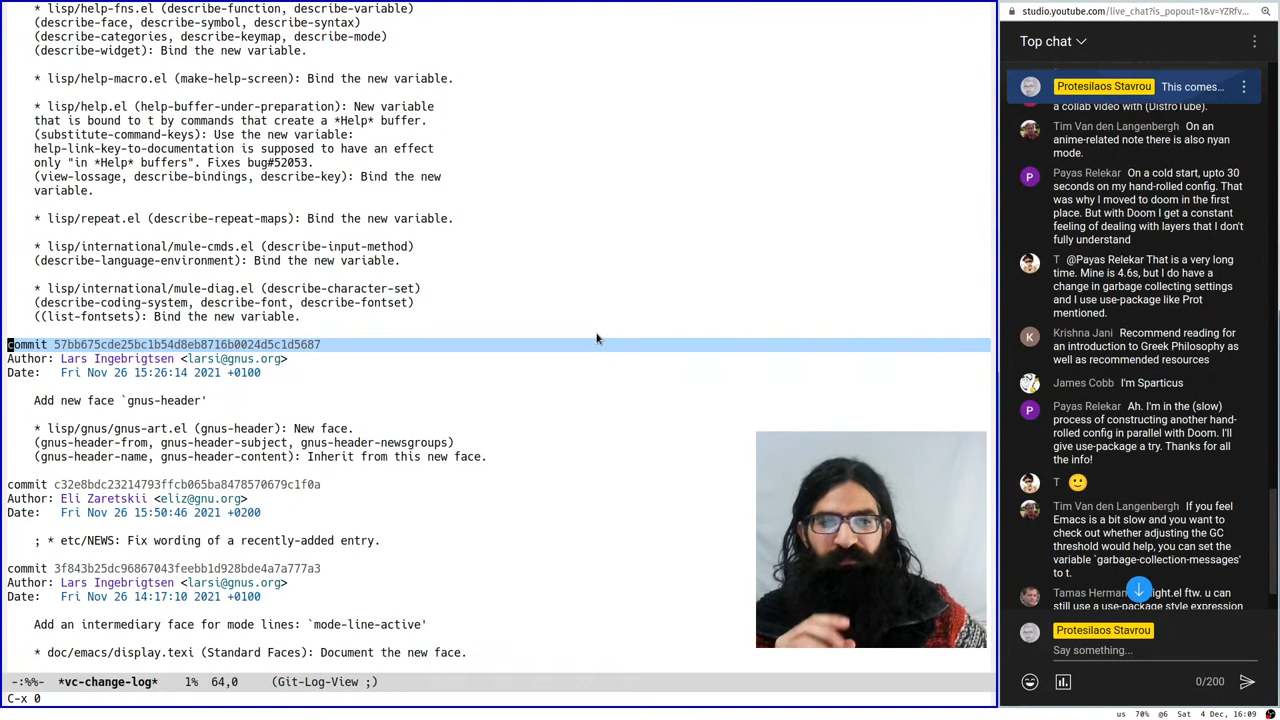 * lisp/help-fns.el (describe-function, describe-variable)
(describe-face, describe-symbol, describe-syntax)
(describe-categories, describe-keymap, describe-mode)
(describe-widget): Bind the new variable.
* lisp/help-macro.el (make-help-screen): Bind the new variable.
* lisp/help.el (help-buffer-under-preparation): New variable
that is bound to t by commands that create a *Help* buffer.
(substitute-command-keys): Use the new variable:
help-link-key-to-documentation is supposed to have an effect
only "in *Help* buffers". Fixes bug#52053.
(view-lossage, describe-bindings, describe-key): Bind the new
variable.
* lisp/repeat.el (describe-repeat-maps): Bind the new variable.
* lisp/international/mule-cmds.el (describe-input-method)
(describe-language-environment): Bind the new variable.
* lisp/international/mule-diag.el (describe-character-set)
(describe-coding-system, describe-font, describe-fontset)
((list-fontsets): Bind the new variable.
commit 57bb675cde25bc1b54d8eb8716b0024d5c1d5687
Author: Lars Ingebrigtsen <larsi@gnus.org>
Date: Fri Nov 26 15:26:14 2021 +0100
Add new face `gnus-header'
* lisp/gnus/gnus-art.el (gnus-header): New face.
(gnus-header-from, gnus-header-subject, gnus-header-newsgroups)
(gnus-header-name, gnus-header-content): Inherit from this new face.
commit c32e8bdc23214793ffcb065ba8478570679c1f0a
Author: Eli Zaretskii <eliz@gnu.org>
Date: Fri Nov 26 15:50:46 2021 +0200
; * etc/NEWS: Fix wording of a recently-added entry.
commit 3f843b25dc96867043feebb1d928bde4a7a777a3
Author: Lars Ingebrigtsen <larsi@gnus.org>
Date: Fri Nov 26 14:17:10 2021 +0100
Add an intermediary face for mode lines: `mode-line-active'
* doc/emacs/display.texi (Standard Faces): Document the new face.
-:%%- *vc-change-log* 1% 64,0 (Git-Log-View ;)
C-x 0
studio.youtube.com/live_chat?is_popout=1&v=YZRfv...
Top chat
Protesilaos Stavrou This comes...
a collab video with (DistroTube).
Tim Van den Langenbergh On an
anime-related note there is also nyan
mode.
P
Payas Relekar On a cold start, upto 30
seconds on my hand-rolled config. That
was why I moved to doom in the first
place. But with Doom I get a constant
feeling of dealing with layers that I don't
fully understand
T @Payas Relekar That is a very long
time. Mine is 4.6s, but I do have a
change in garbage collecting settings
and I use use-package like Prot
mentioned.
K
Krishna Jani Recommend reading for
an introduction to Greek Philosophy as
well as recommended resources
James Cobb I'm Sparticus
P
Payas Relekar Ah. I'm in the (slow)
process of constructing another hand-
rolled config in parallel with Doom. I'll
give use-package a try. Thanks for all
the info!
T
Tim Van den Langenbergh If you feel
Emacs is a bit slow and you want to
check out whether adjusting the GC
threshold would help, you can set the
variable `garbage-collection-messages'
to t.
Tamas Herman ight.el ftw. u can
still use a use-package style expression
Protesilaos Stavrou
Say something...
0/200
us 70% @6 Sat 4 Dec, 16:09